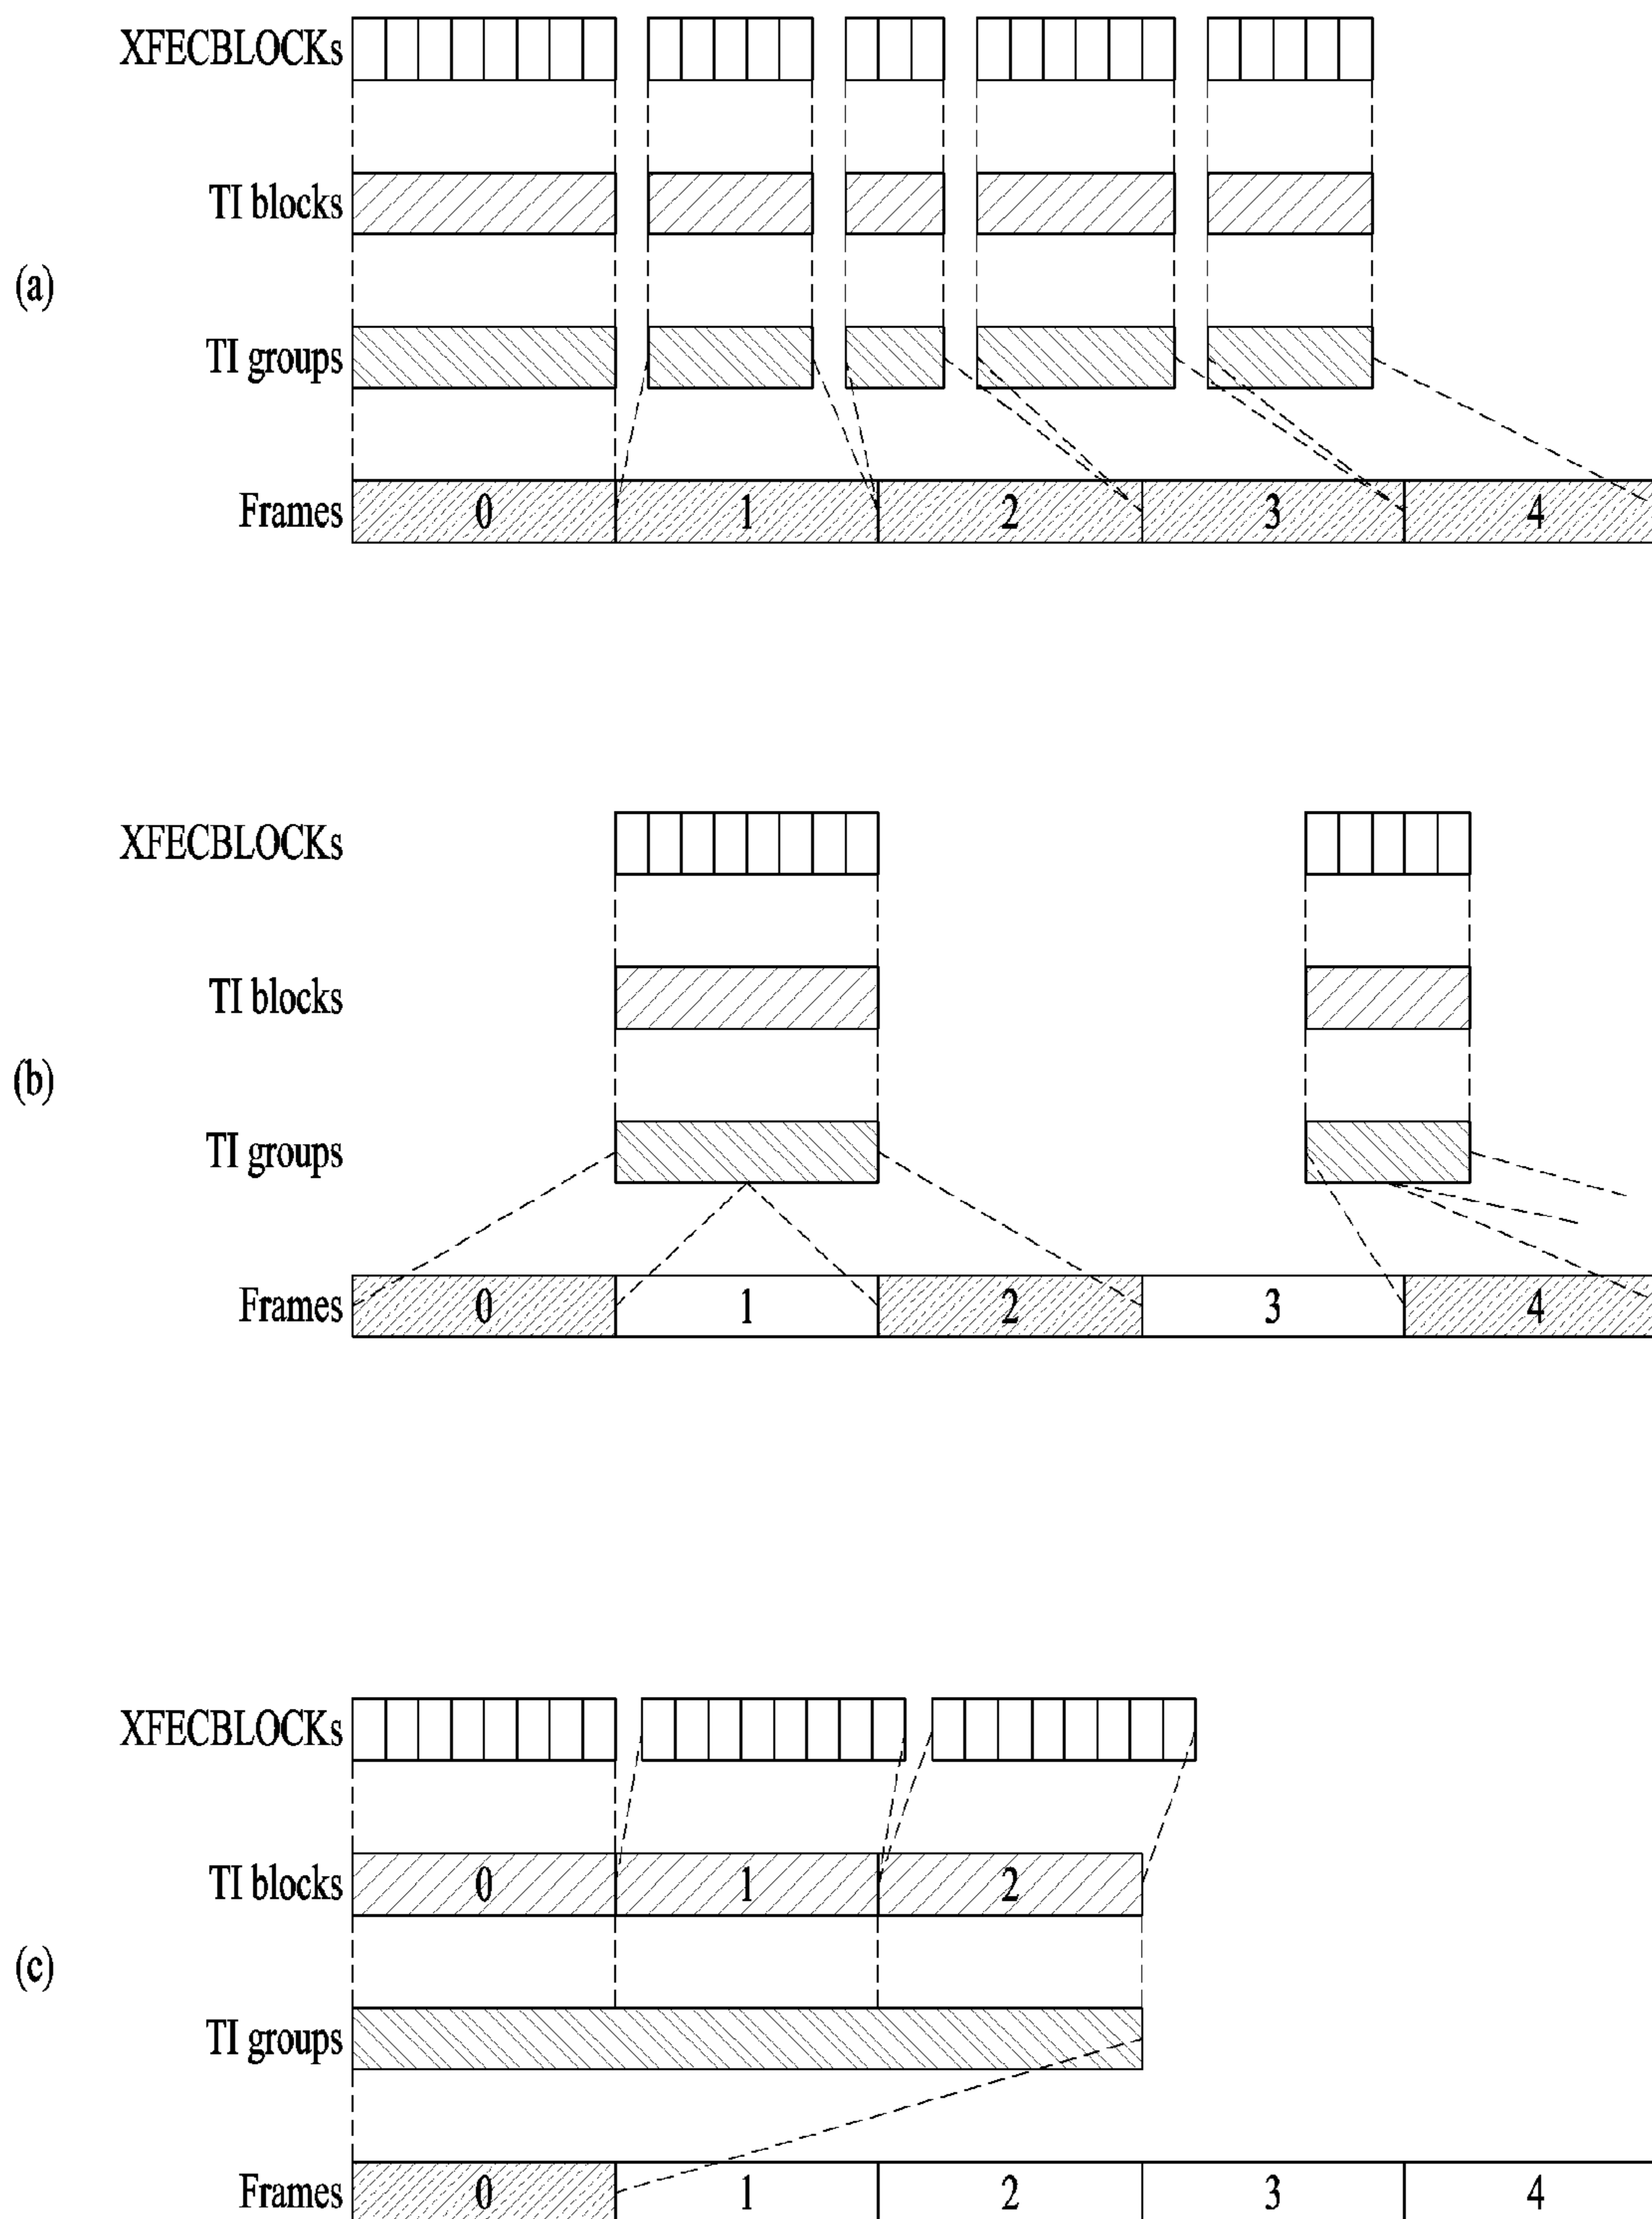 XFECBLOCKs
TI blocks
(a)
TI groups
Frames 0 1 2 3 4
XFECBLOCKs
TI blocks
(b)
TI groups
Frames 0 1 2 3 4
XFECBLOCKs
TI blocks 0 1 2
(c)
TI groups
Frames 0 1 2 3 4